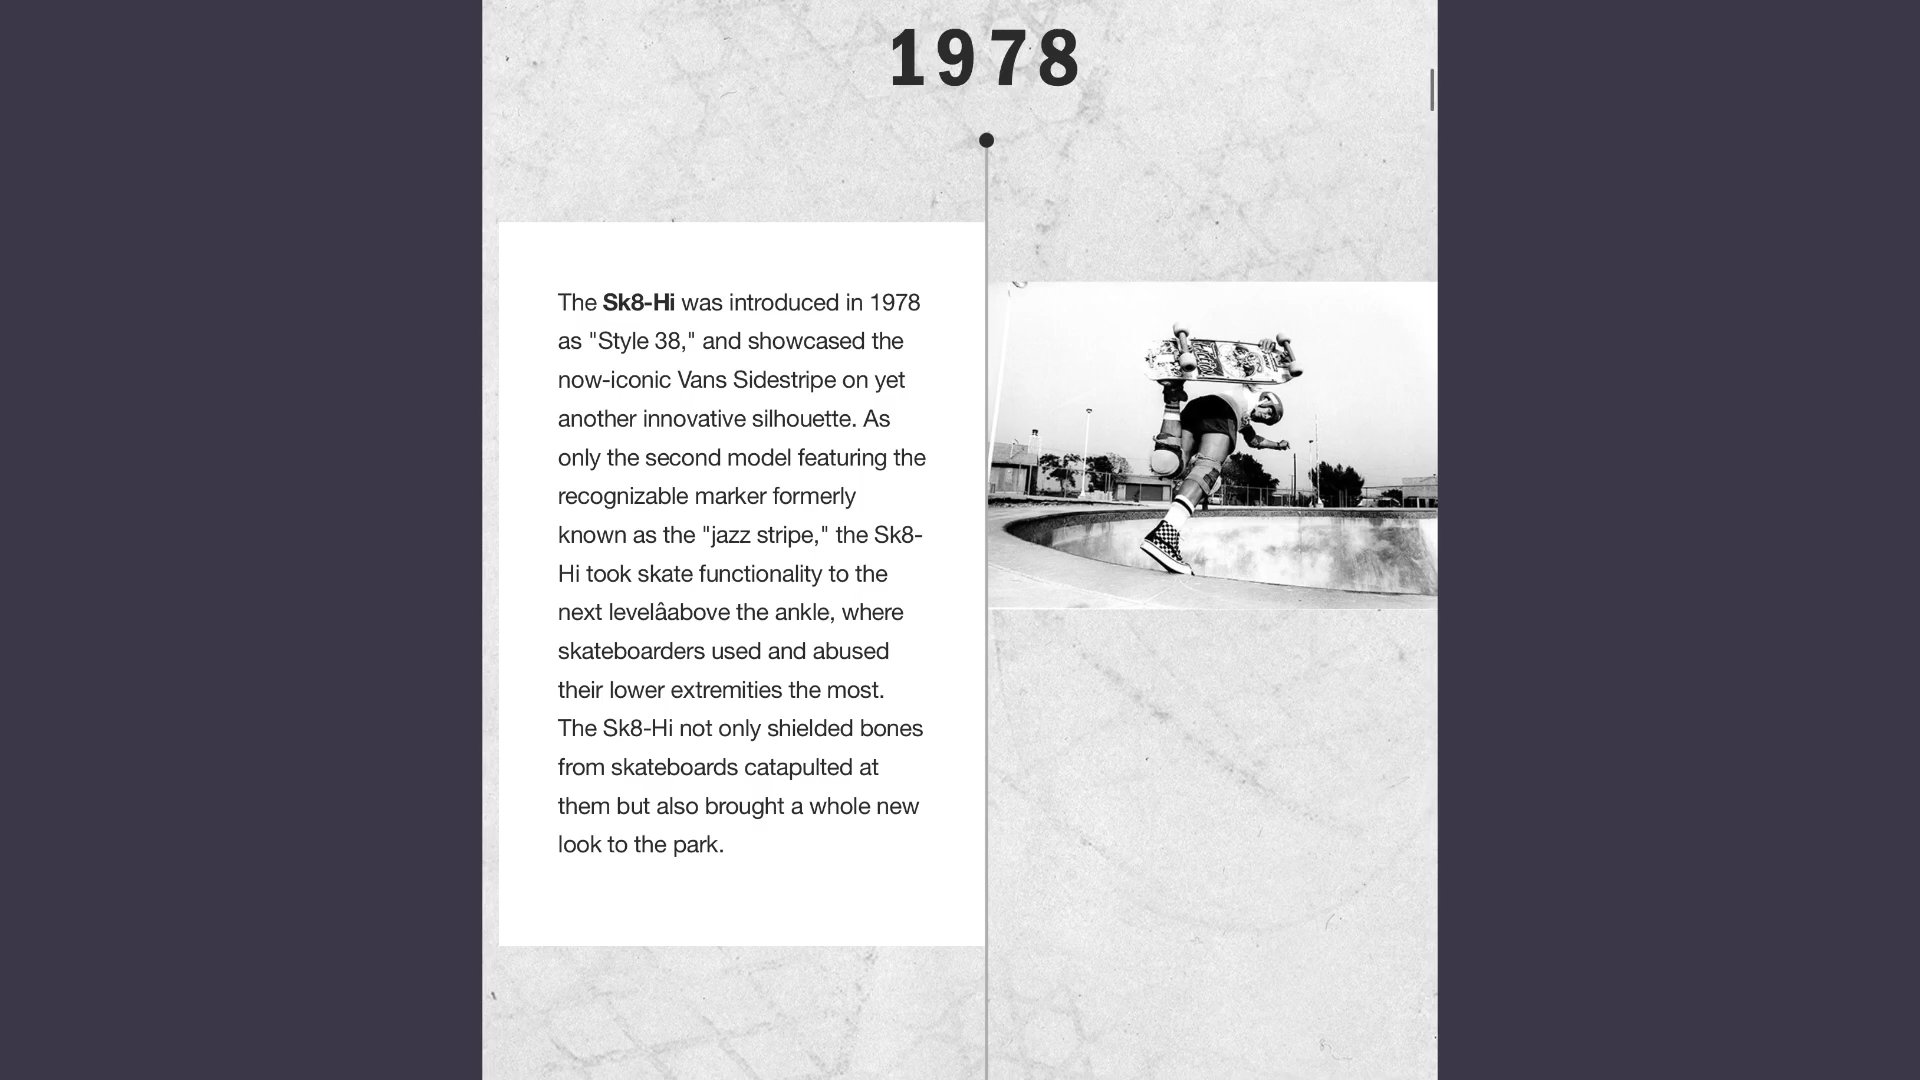 1978
The Sk8-Hi was introduced in 1978
as "Style 38," and showcased the
now-iconic Vans Sidestripe on yet
another innovative silhouette. As
only the second model featuring the
recognizable marker formerly
known as the "jazz stripe," the Sk8-
Hi took skate functionality to the
next levelâabove the ankle, where
skateboarders used and abused
their lower extremities the most.
The Sk8-Hi not only shielded bones
from skateboards catapulted at
them but also brought a whole new
look to the park.